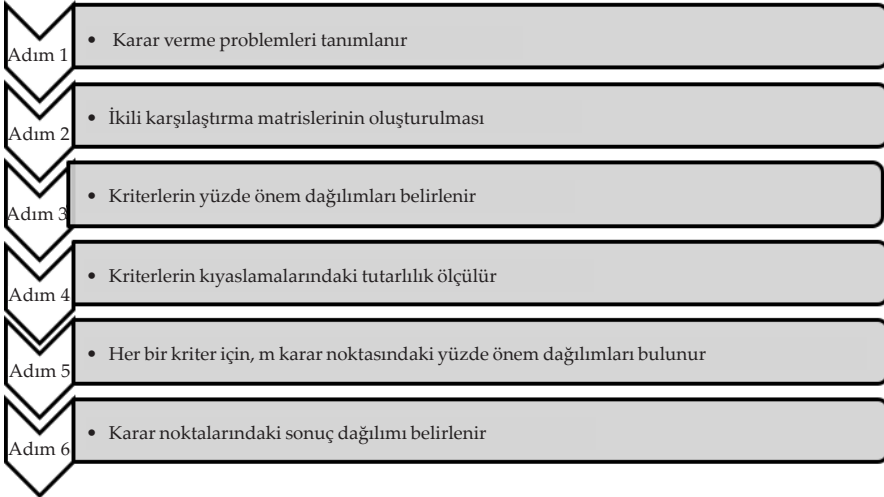 Adım 1
• Karar verme problemleri tanımlanır
Adım 2
• İkili karşılaştırma matrislerinin oluşturulması
Adım 3
• Kriterlerin yüzde önem dağılımları belirlenir
Adım 4
• Kriterlerin kıyaslamalarındaki tutarlılık ölçülür
Adım 5
• Her bir kriter için, m karar noktasındaki yüzde önem dağılımları bulunur
Adım 6
• Karar noktalarındaki sonuç dağılımı belirlenir